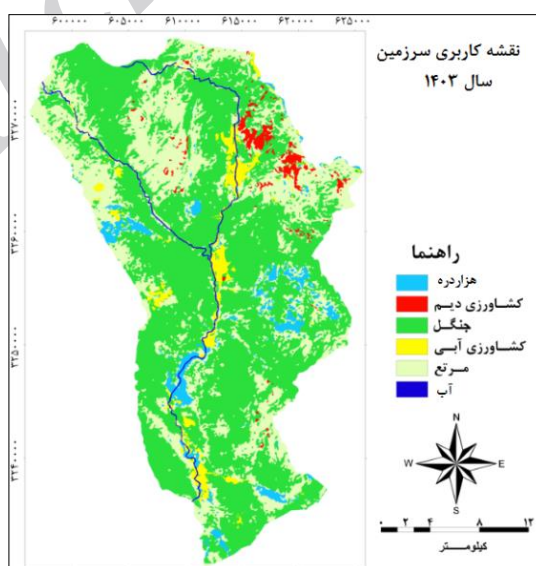 ۶۰۰۰۰۰ ۶۰۵۰۰۰ ۶۱۰۰۰۰ ۶۱۵۰۰۰ ۶۲۰۰۰۰ ۶۲۵۰۰۰
نقشه کاربری سرزمین
سال ۱۴۰۳
۳۲۷۰۰۰۰
۳۲۶۰۰۰۰
۳۲۵۰۰۰۰
۳۲۴۰۰۰۰
راهنما
هزاردره
کشاورزی دیم
جنگل
کشاورزی آبی
مرتع
آب
N
W E
S
۰ ۲ ۴ ۸ ۱۲
کیلومتر